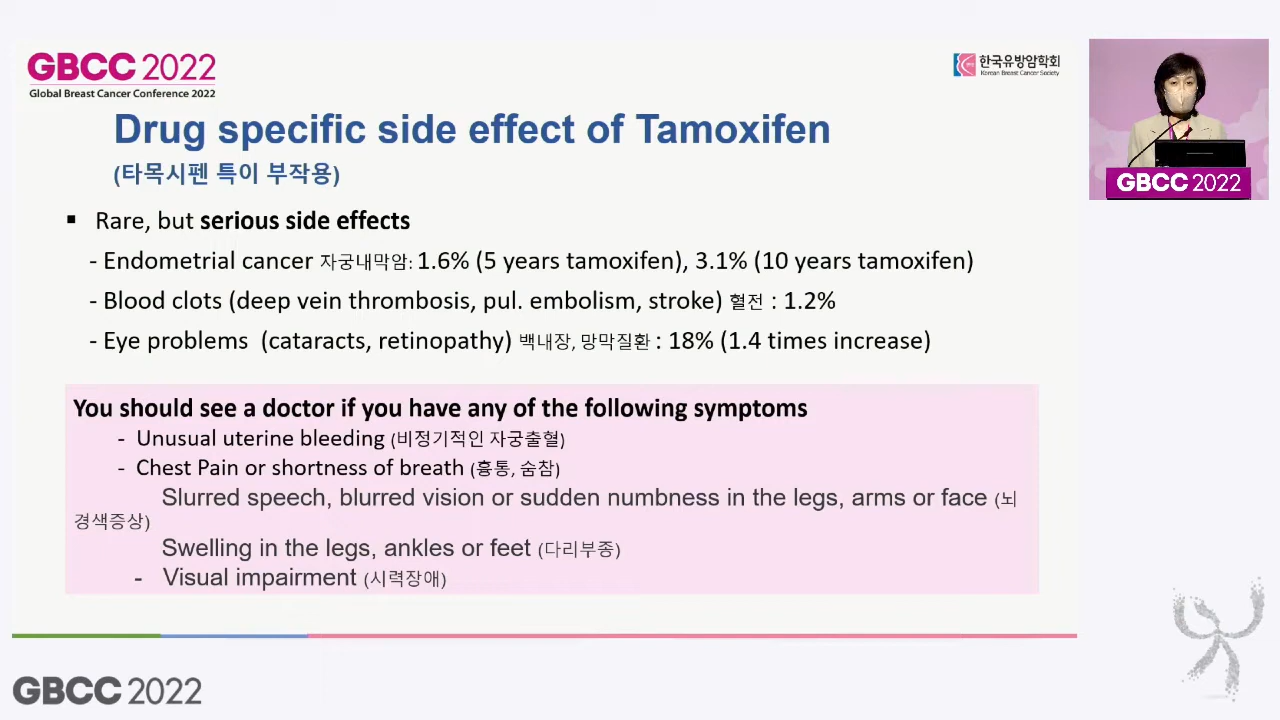 GBCC 2022
Global Breast Cancer Conference 2022
한국유방암학회
Korean Breast Cancer Society
Drug specific side effect of Tamoxifen
(타목시펜 특이 부작용)
▪ Rare, but serious side effects
- Endometrial cancer 자궁내막암: 1.6% (5 years tamoxifen), 3.1% (10 years tamoxifen)
- Blood clots (deep vein thrombosis, pul. embolism, stroke) 혈전 : 1.2%
- Eye problems (cataracts, retinopathy) 백내장, 망막질환 : 18% (1.4 times increase)
You should see a doctor if you have any of the following symptoms
- Unusual uterine bleeding (비정기적인 자궁출혈)
- Chest Pain or shortness of breath (흉통, 숨참)
Slurred speech, blurred vision or sudden numbness in the legs, arms or face (뇌
경색증상)
Swelling in the legs, ankles or feet (다리부종)
- Visual impairment (시력장애)
GBCC 2022
GBCC 2022